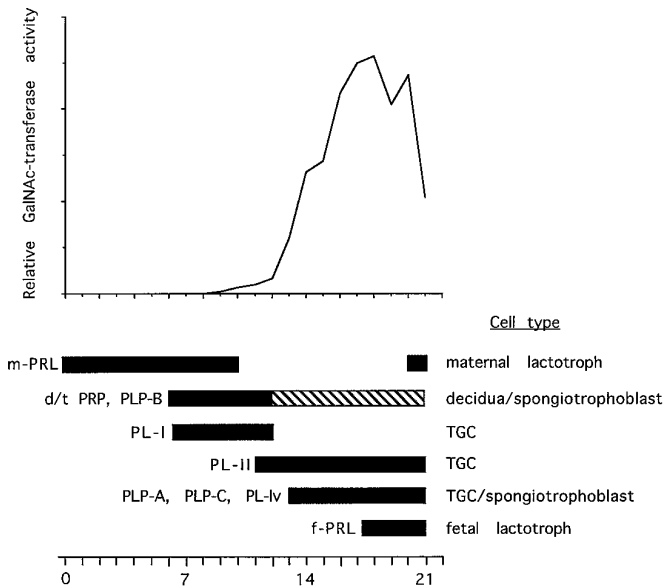 Relative GalNAc-transferase activity
Cell type
m-PRL maternal lactotroph
d/t PRP, PLP-B decidua/spongiotrophoblast
PL-I TGC
PL-II TGC
PLP-A, PLP-C, PL-Iv TGC/spongiotrophoblast
f-PRL fetal lactotroph
0 7 14 21